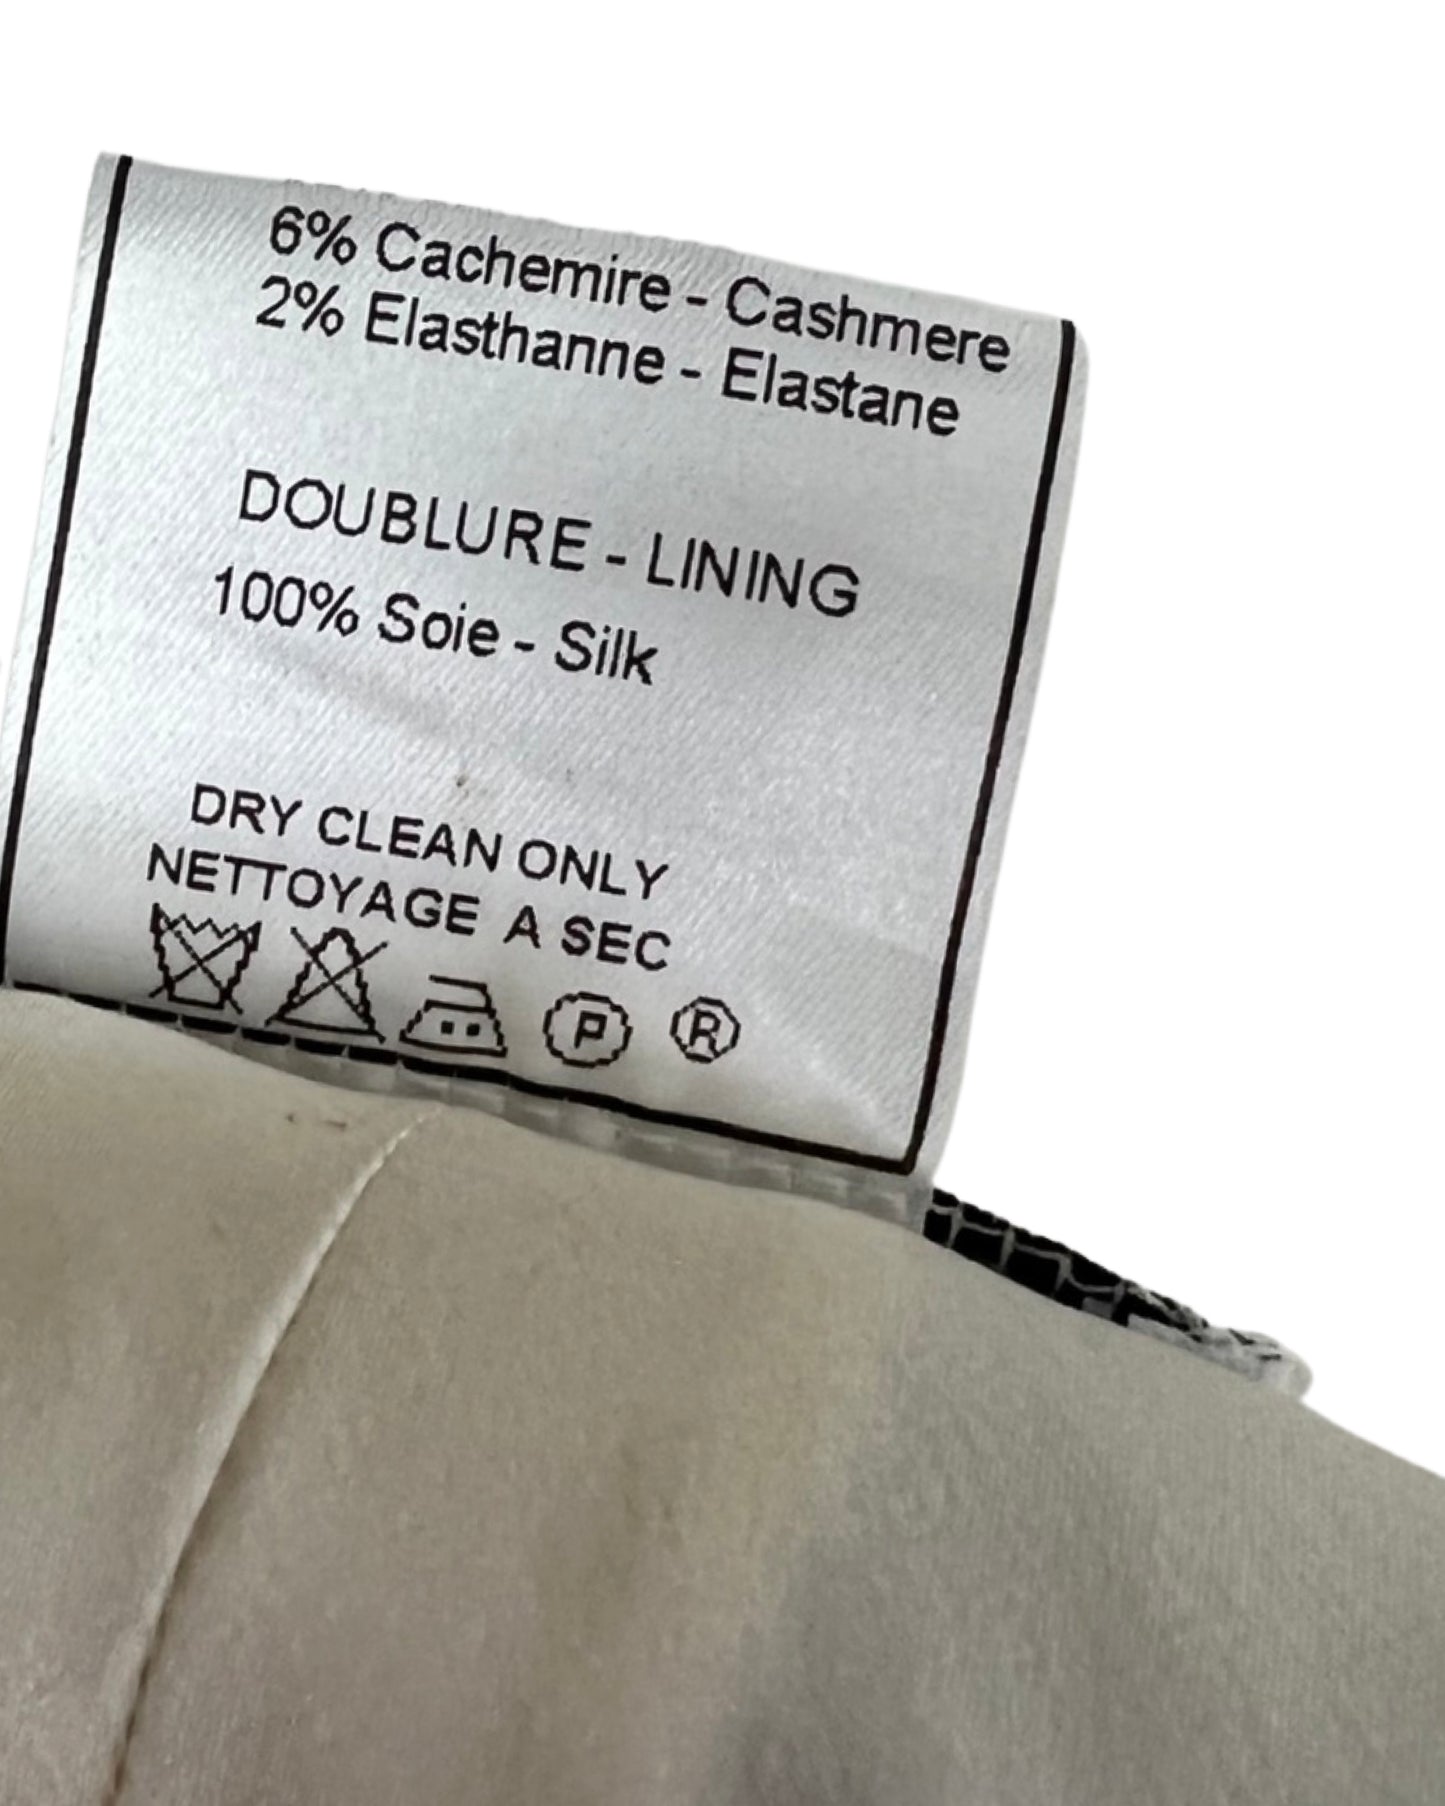 6% Cachemire - Cashmere
2% Elasthanne - Elastane
DOUBLURE - LINING
100% Soie - Silk
DRY CLEAN ONLY
NETTOYAGE A SEC
P R